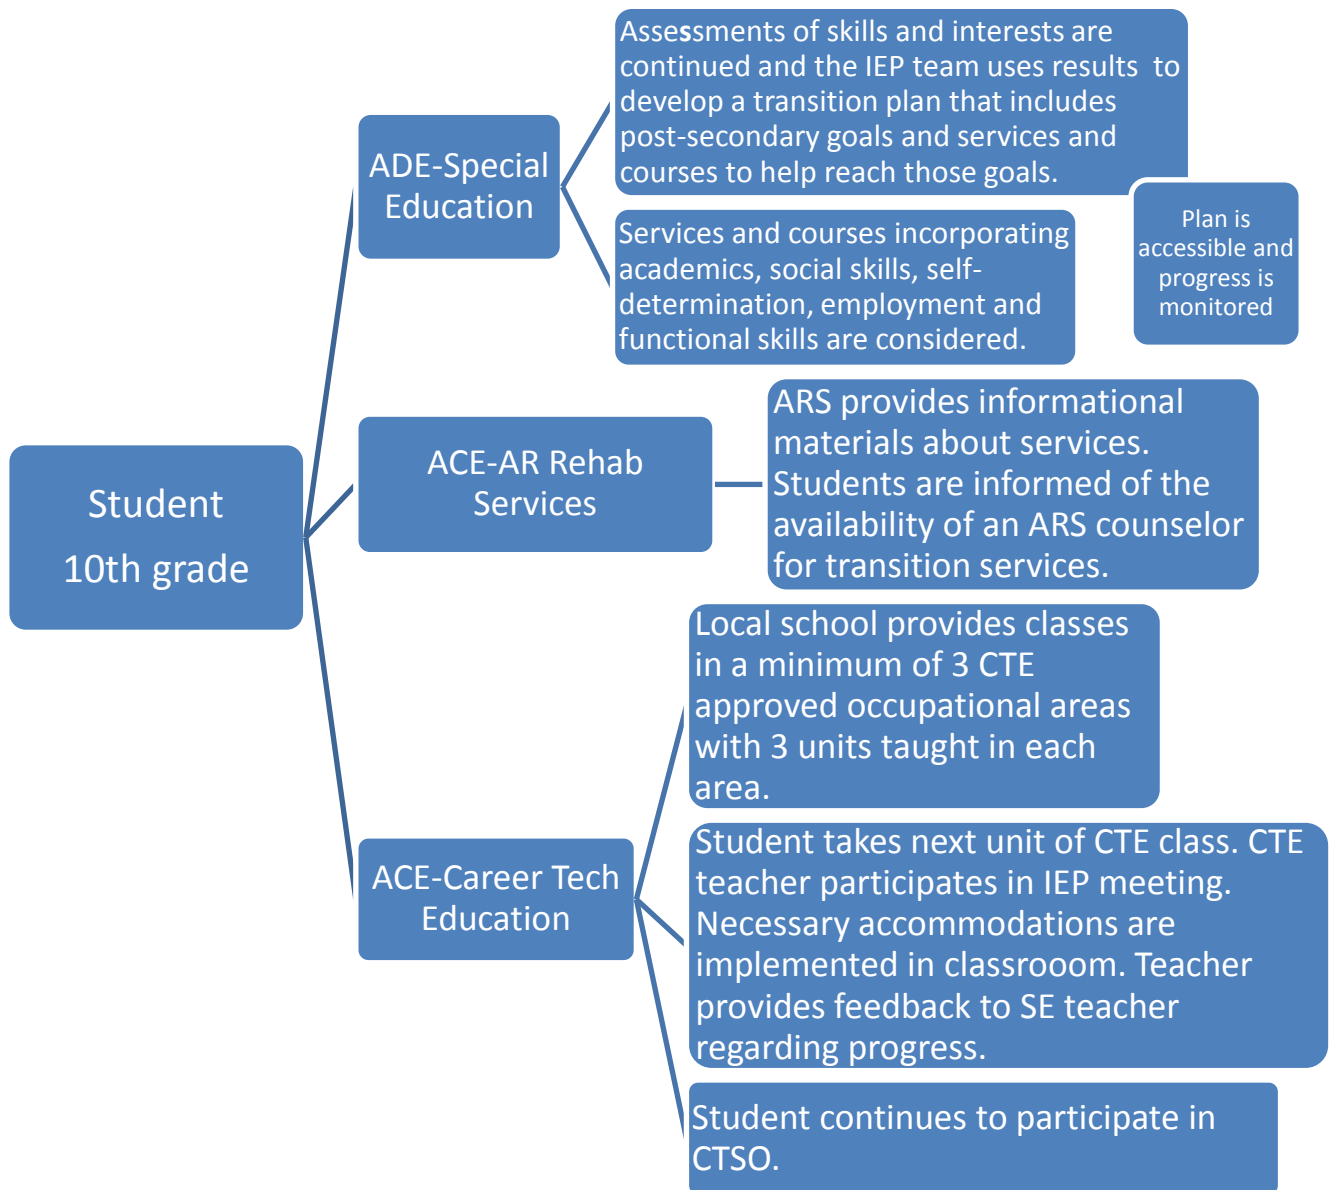 Student
10th grade
ADE-Special
Education
Assessments of skills and interests are
continued and the IEP team uses results  to
develop a transition plan that includes
post-secondary goals and services and
courses to help reach those goals.
Services and courses incorporating
academics, social skills, self-
determination, employment and
functional skills are considered.
Plan is
accessible and
progress is
monitored
ACE-AR Rehab
Services
ARS provides informational
materials about services.
Students are informed of the
availability of an ARS counselor
for transition services.
ACE-Career Tech
Education
Local school provides classes
in a minimum of 3 CTE
approved occupational areas
with 3 units taught in each
area.
Student takes next unit of CTE class. CTE
teacher participates in IEP meeting.
Necessary accommodations are
implemented in classrooom. Teacher
provides feedback to SE teacher
regarding progress.
Student continues to participate in
CTSO.